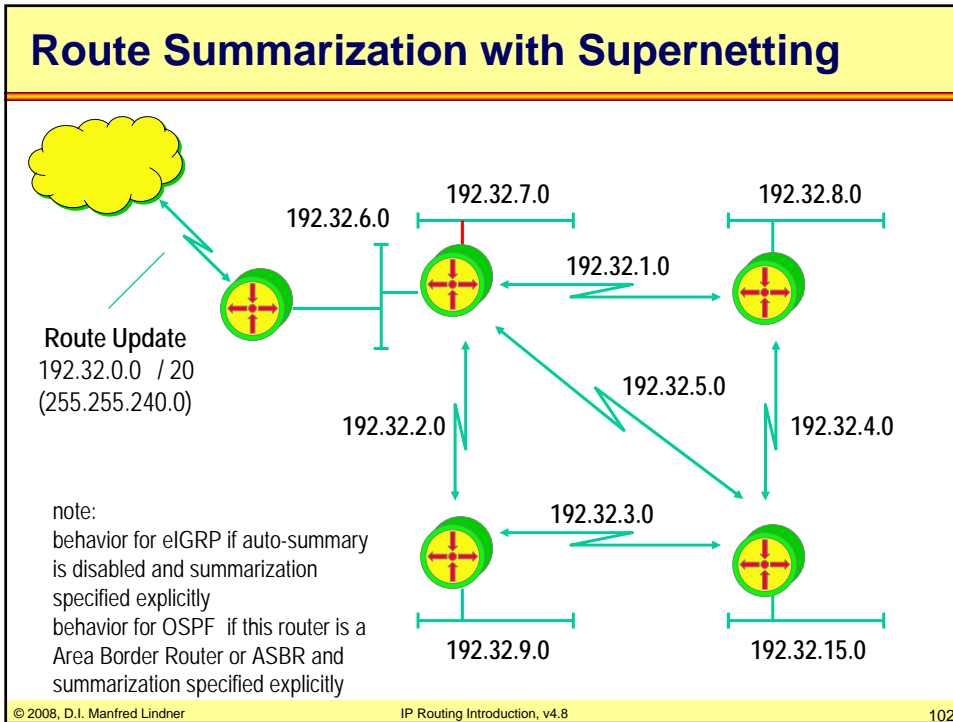 Route Summarization with Supernetting
192.32.6.0
192.32.7.0
192.32.8.0
192.32.1.0
Route Update
192.32.0.0 / 20
(255.255.240.0)
192.32.2.0
192.32.5.0
192.32.4.0
192.32.3.0
note:
behavior for eIGRP if auto-summary
is disabled and summarization
specified explicitly
behavior for OSPF if this router is a
Area Border Router or ASBR and
summarization specified explicitly
192.32.9.0
192.32.15.0
© 2008, D.I. Manfred Lindner
IP Routing Introduction, v4.8
102